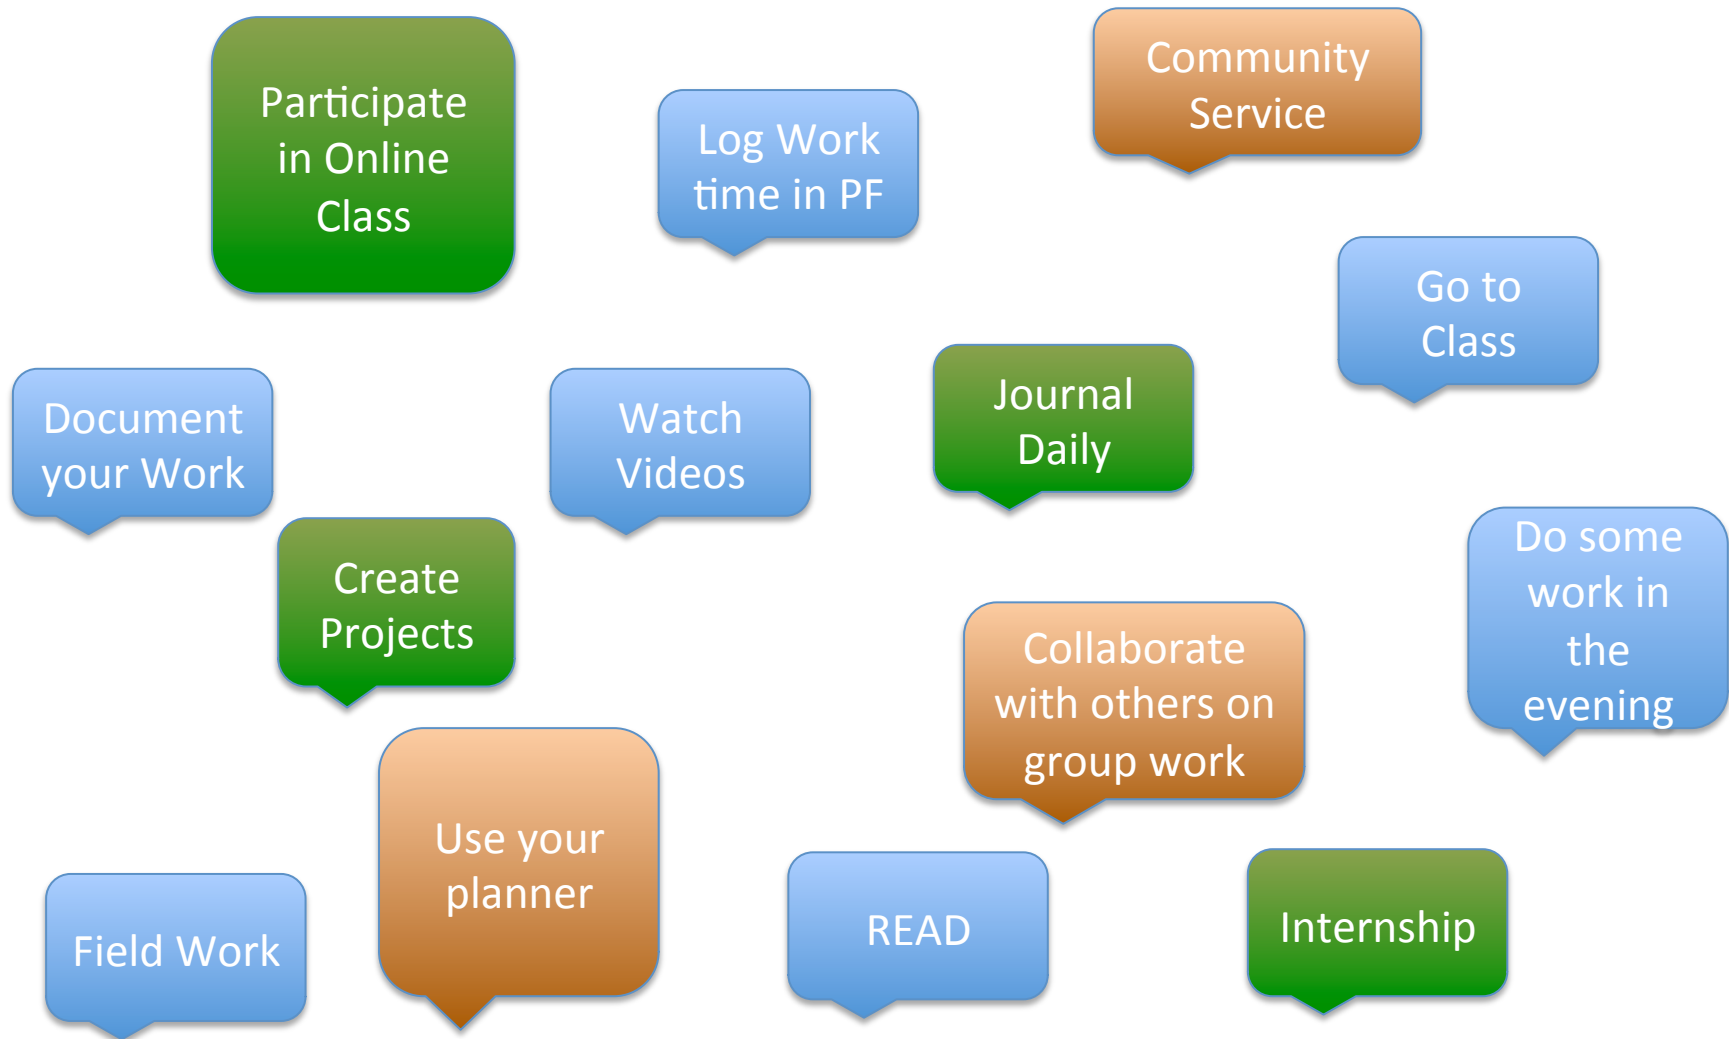 Participate
in Online
Class
Log Work
time in PF
Community
Service
Go to
Class
Document
your Work
Watch
Videos
Journal
Daily
Create
Projects
Do some
work in
the
evening
Collaborate
with others on
group work
Use your
planner
Field Work
READ
Internship